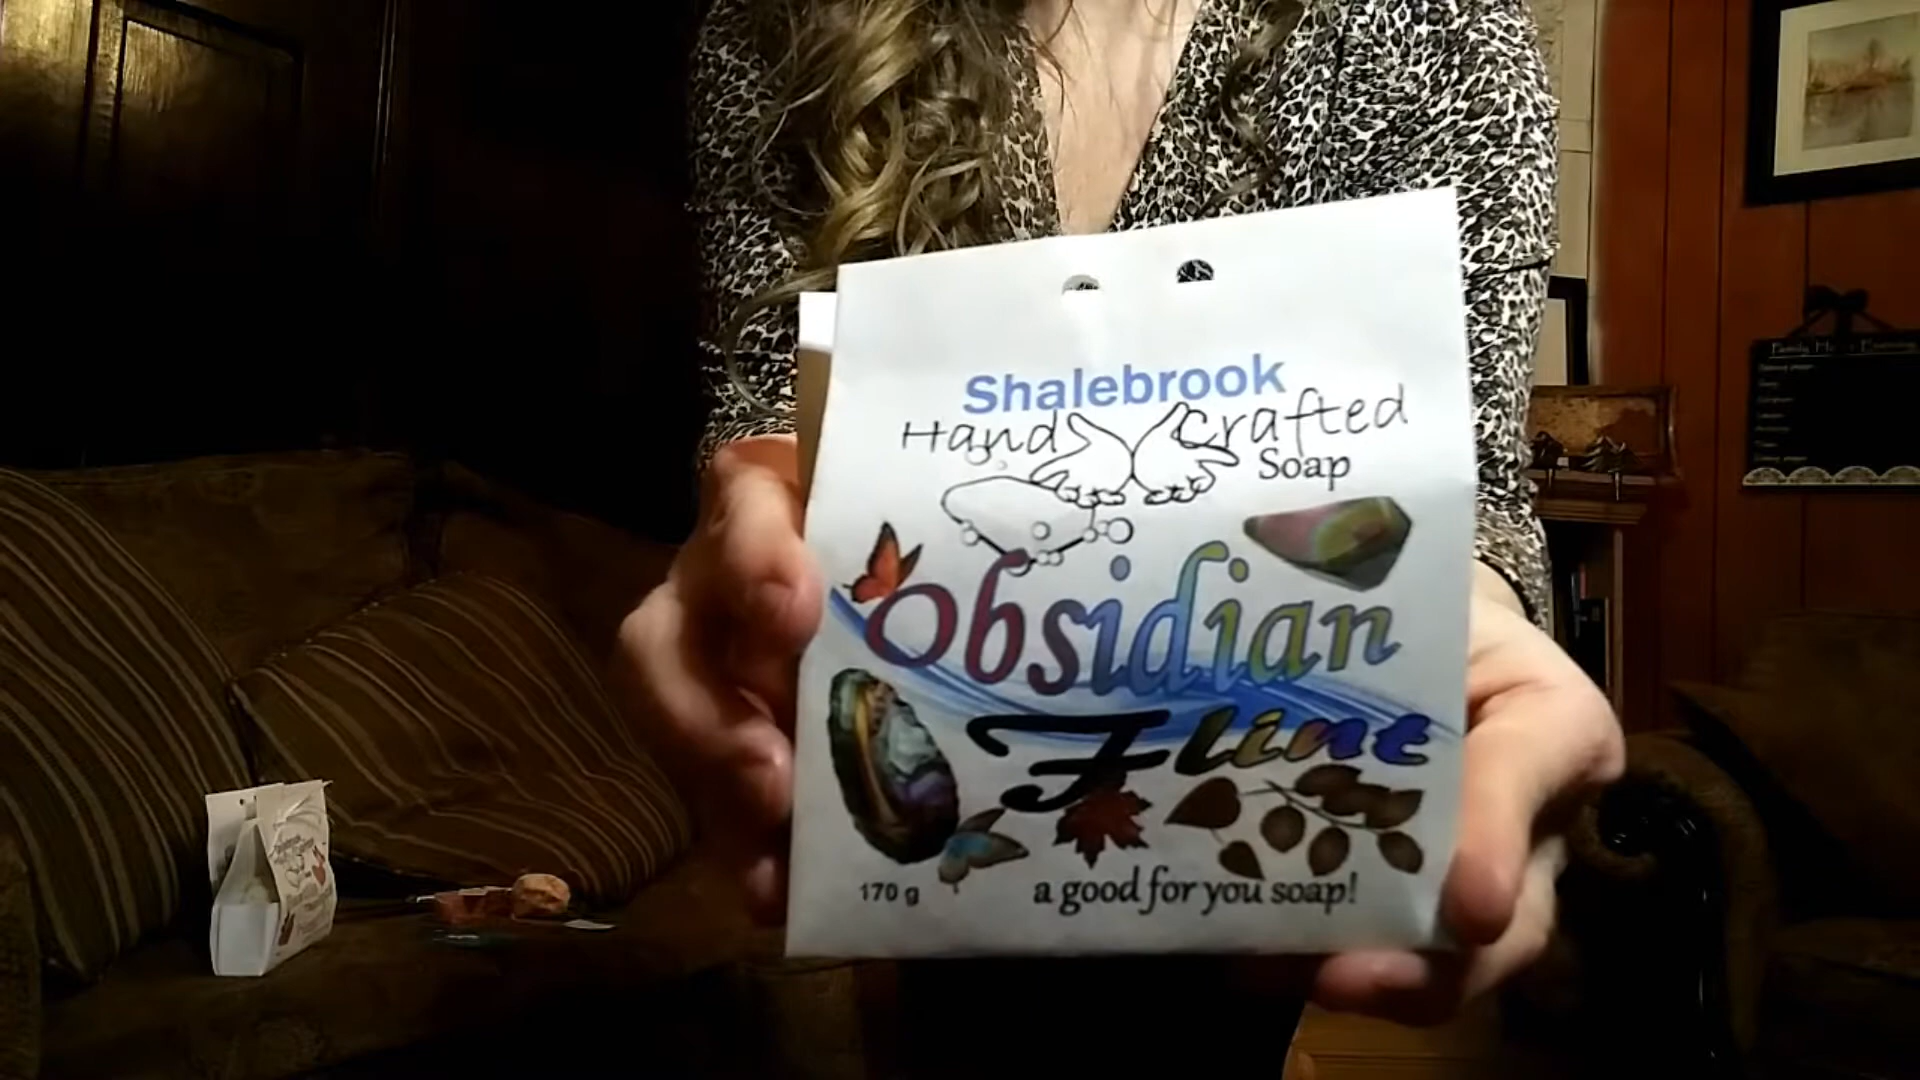 Shalebrook
Hand Crafted
Soap
Obsidian
Flint
170 g
a good for you soap!